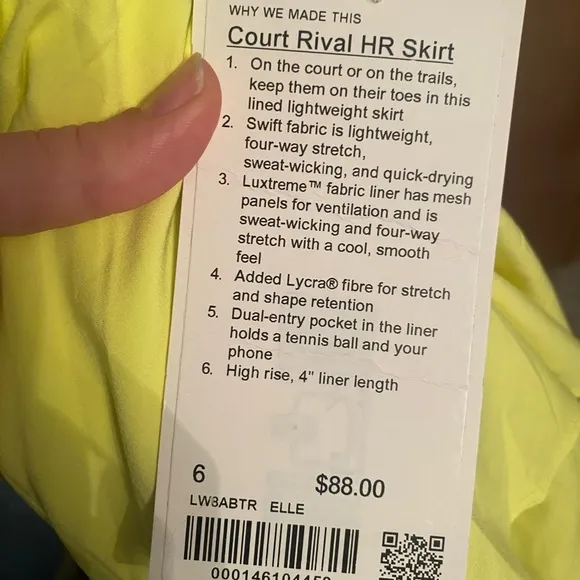 WHY WE MADE THIS
Court Rival HR Skirt
1. On the court or on the trails,
keep them on their toes in this
lined lightweight skirt
2. Swift fabric is lightweight,
four-way stretch,
sweat-wicking, and quick-drying
3. Luxtreme™ fabric liner has mesh
panels for ventilation and is
sweat-wicking and four-way
stretch with a cool, smooth
feel
4. Added Lycra® fibre for stretch
and shape retention
5. Dual-entry pocket in the liner
holds a tennis ball and your
phone
6. High rise, 4" liner length
6 $88.00
LW8ABTR ELLE